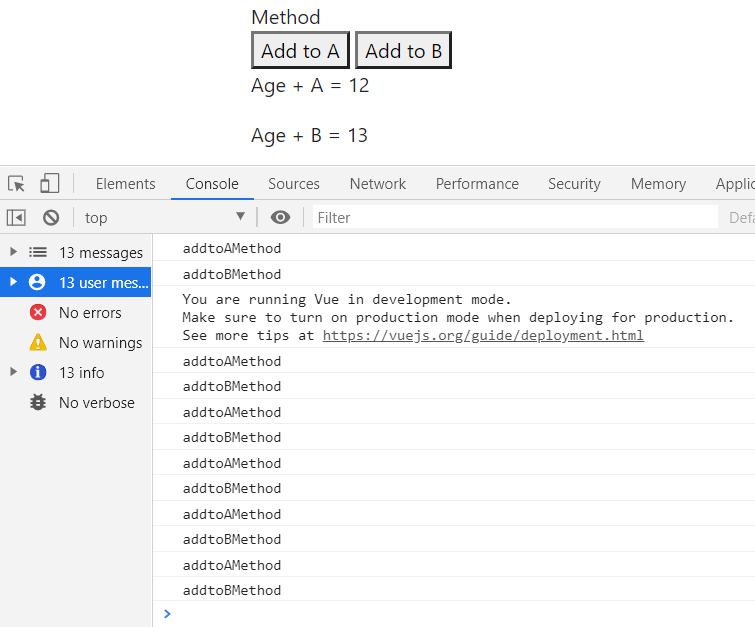 Method
Add to A Add to B
Age + A = 12
Age + B = 13
Elements Console Sources Network Performance Security Memory Applic
top Filter Defa
13 messages
13 user mes...
No errors
No warnings
13 info
No verbose
addtoAMethod
addtoBMethod
You are running Vue in development mode.
Make sure to turn on production mode when deploying for production.
See more tips at https://vuejs.org/guide/deployment.html
addtoAMethod
addtoBMethod
addtoAMethod
addtoBMethod
addtoAMethod
addtoBMethod
addtoAMethod
addtoBMethod
addtoAMethod
addtoBMethod